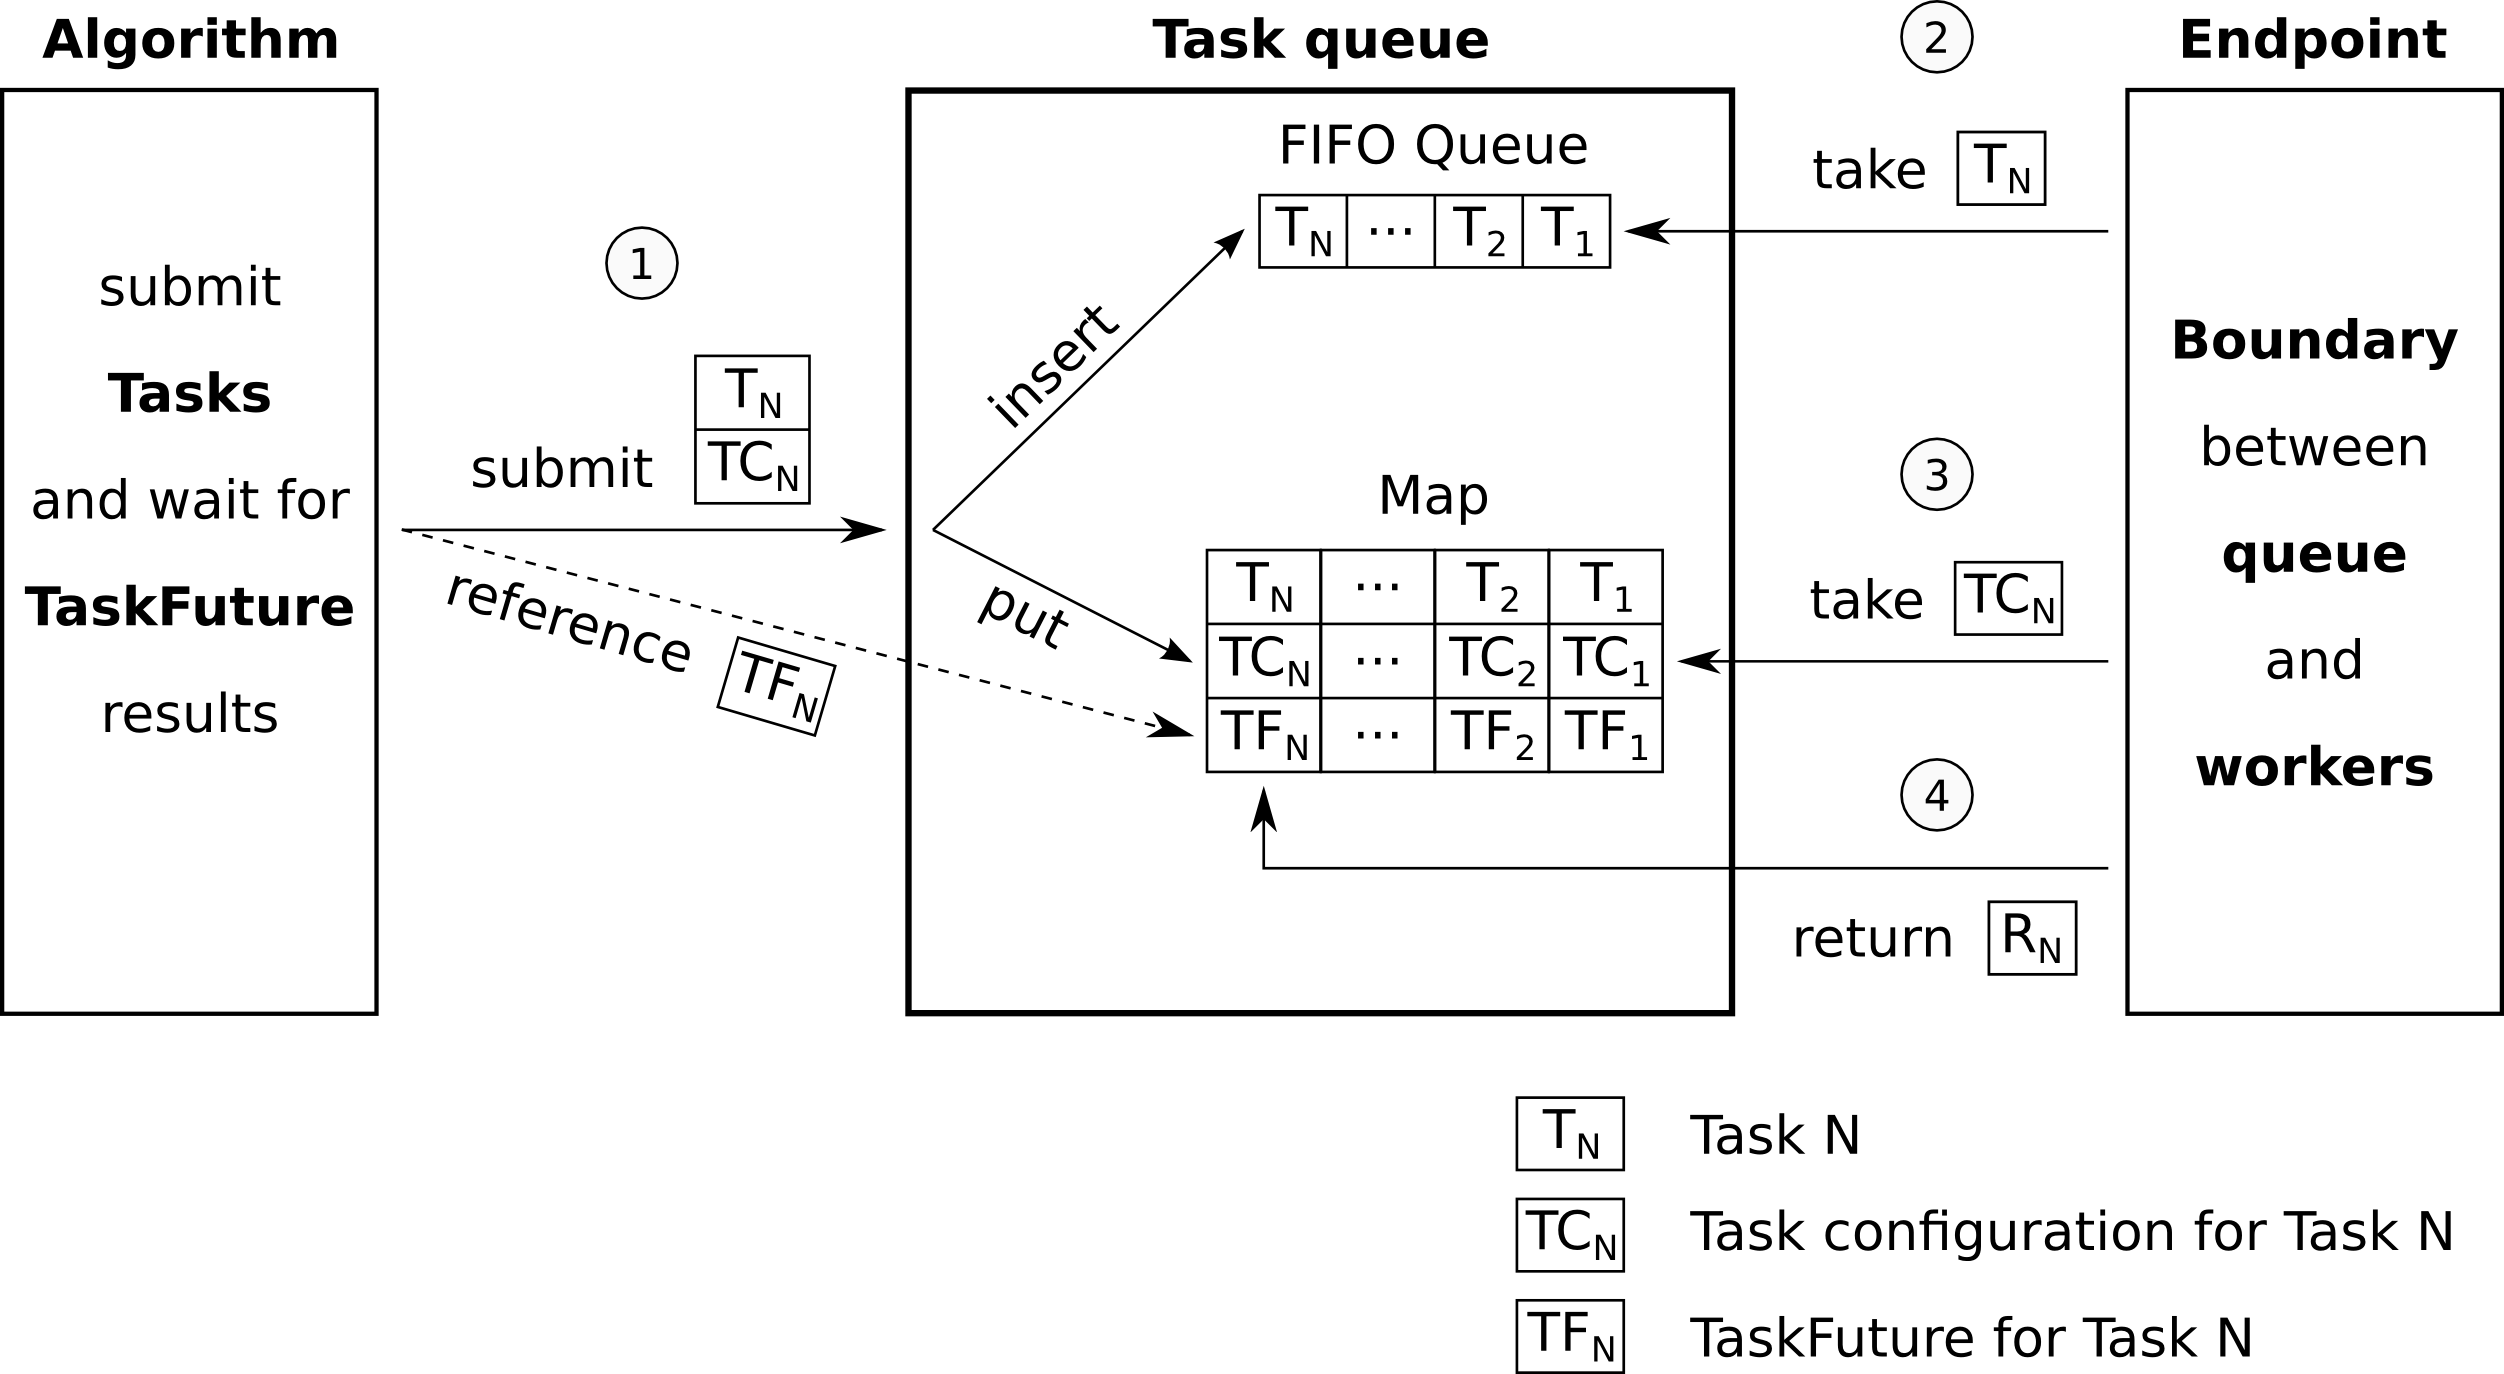 Algorithm
submit
Tasks
and wait for
TaskFuture
results
1
submit
T_N
TC_N
reference
TF_N
Task queue
FIFO Queue
T_N ... T_2 T_1
insert
put
Map
T_N ... T_2 T_1
TC_N ... TC_2 TC_1
TF_N ... TF_2 TF_1
2
take T_N
3
take TC_N
4
return R_N
Endpoint
Boundary
between
queue
and
workers
T_N Task N
TC_N Task configuration for Task N
TF_N TaskFuture for Task N